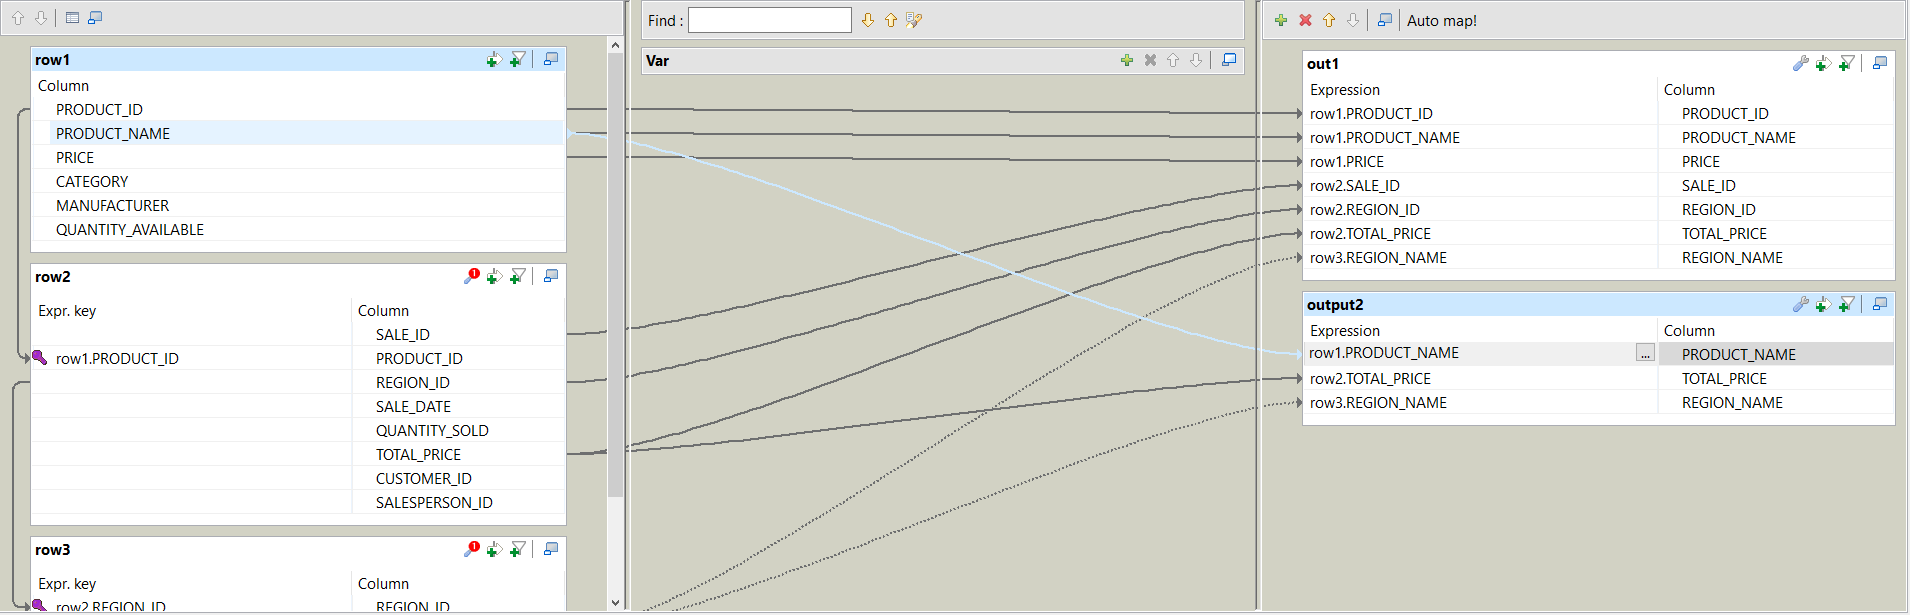 row1
Column
PRODUCT_ID
PRODUCT_NAME
PRICE
CATEGORY
MANUFACTURER
QUANTITY_AVAILABLE
row2
Expr. key Column
SALE_ID
row1.PRODUCT_ID PRODUCT_ID
REGION_ID
SALE_DATE
QUANTITY_SOLD
TOTAL_PRICE
CUSTOMER_ID
SALESPERSON_ID
row3
Expr. key Column
row2.REGION_ID REGION_ID
Find :
Var
Auto map!
out1
Expression Column
row1.PRODUCT_ID PRODUCT_ID
row1.PRODUCT_NAME PRODUCT_NAME
row1.PRICE PRICE
row2.SALE_ID SALE_ID
row2.REGION_ID REGION_ID
row2.TOTAL_PRICE TOTAL_PRICE
row3.REGION_NAME REGION_NAME
output2
Expression Column
row1.PRODUCT_NAME ... PRODUCT_NAME
row2.TOTAL_PRICE TOTAL_PRICE
row3.REGION_NAME REGION_NAME